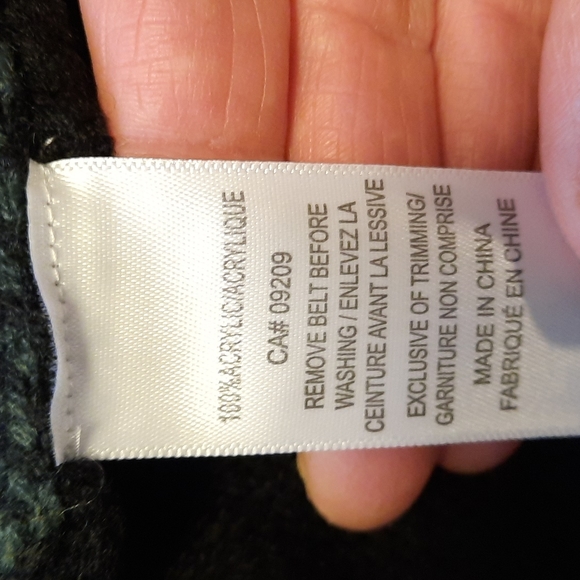 100%ACRYLIC/ACRYLIQUE
CA# 09209
REMOVE BELT BEFORE
WASHING / ENLEVEZ LA
CEINTURE AVANT LA LESSIVE
EXCLUSIVE OF TRIMMING/
GARNITURE NON COMPRISE
MADE IN CHINA
FABRIQUÉ EN CHINE